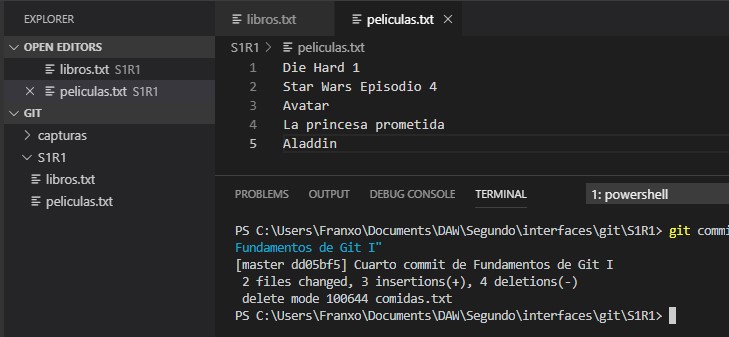 EXPLORER
OPEN EDITORS
libros.txt S1R1
peliculas.txt S1R1
GIT
capturas
S1R1
libros.txt
peliculas.txt
libros.txt peliculas.txt
S1R1 > peliculas.txt
1 Die Hard 1
2 Star Wars Episodio 4
3 Avatar
4 La princesa prometida
5 Aladdin
PROBLEMS OUTPUT DEBUG CONSOLE TERMINAL 1: powershell
PS C:\Users\Franxo\Documents\DAW\Segundo\interfaces\git\S1R1> git commi
Fundamentos de Git I"
[master dd05bf5] Cuarto commit de Fundamentos de Git I
2 files changed, 3 insertions(+), 4 deletions(-)
delete mode 100644 comidas.txt
PS C:\Users\Franxo\Documents\DAW\Segundo\interfaces\git\S1R1>